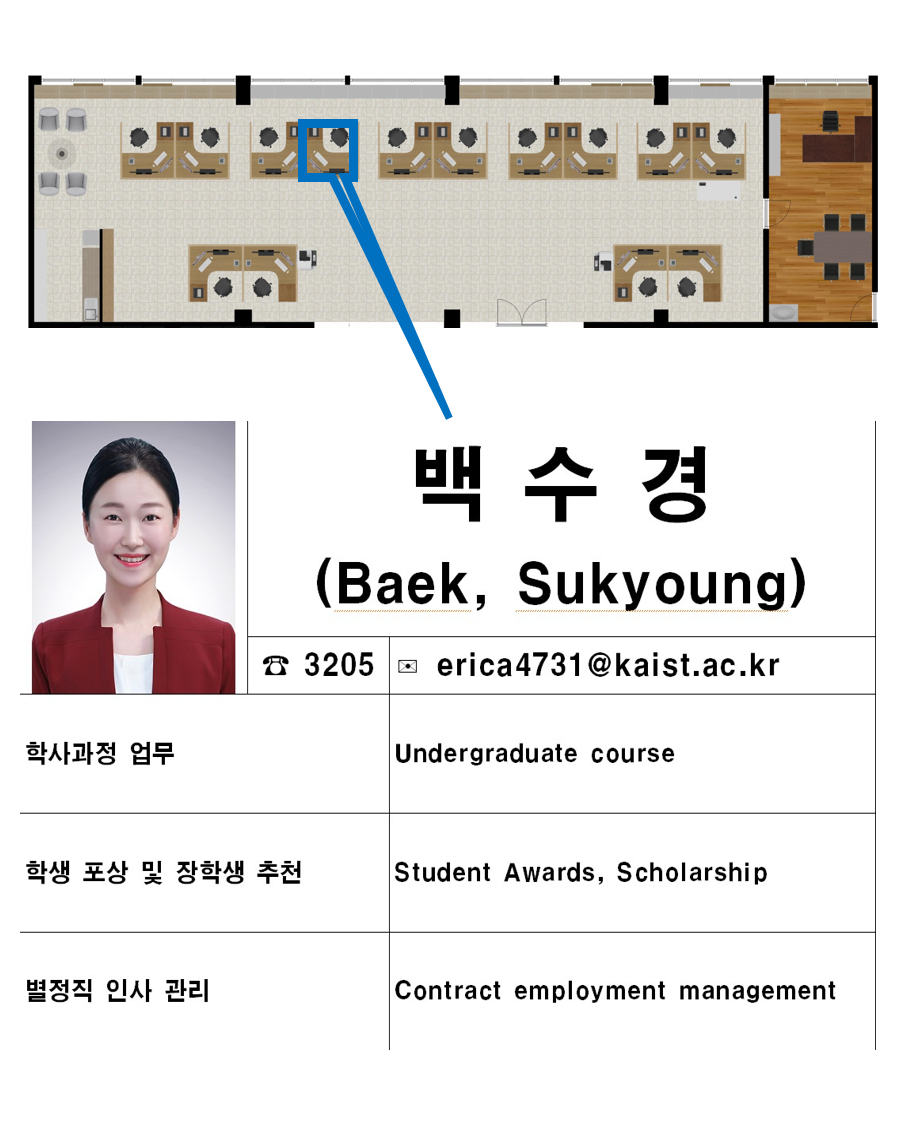 백 수 경
(Baek, Sukyoung)
☎ 3205
✉ erica4731@kaist.ac.kr
학사과정 업무
Undergraduate course
학생 포상 및 장학생 추천
Student Awards, Scholarship
별정직 인사 관리
Contract employment management